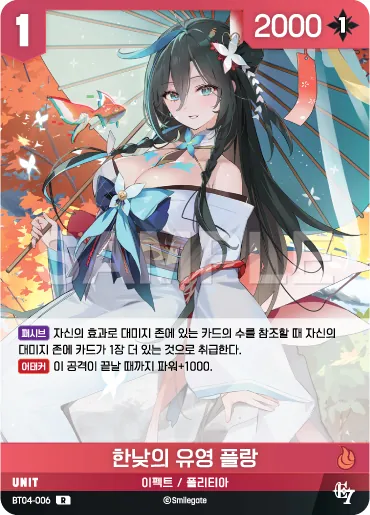 1
2000 1
SAMPLE
패시브 자신의 효과로 대미지 존에 있는 카드의 수를 참조할 때 자신의
대미지 존에 카드가 1장 더 있는 것으로 취급한다.
어태커 이 공격이 끝날 때까지 파워+1000.
한낮의 유영 플랑
UNIT
이펙트 / 폴리티아
BT04-006 R
©Smilegate
E7